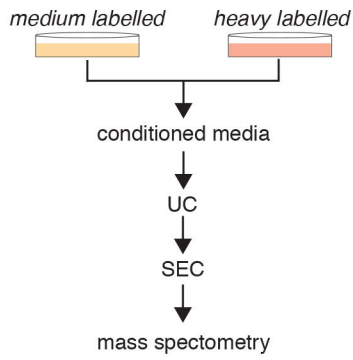 medium labelled
heavy labelled
conditioned media
UC
SEC
mass spectometry